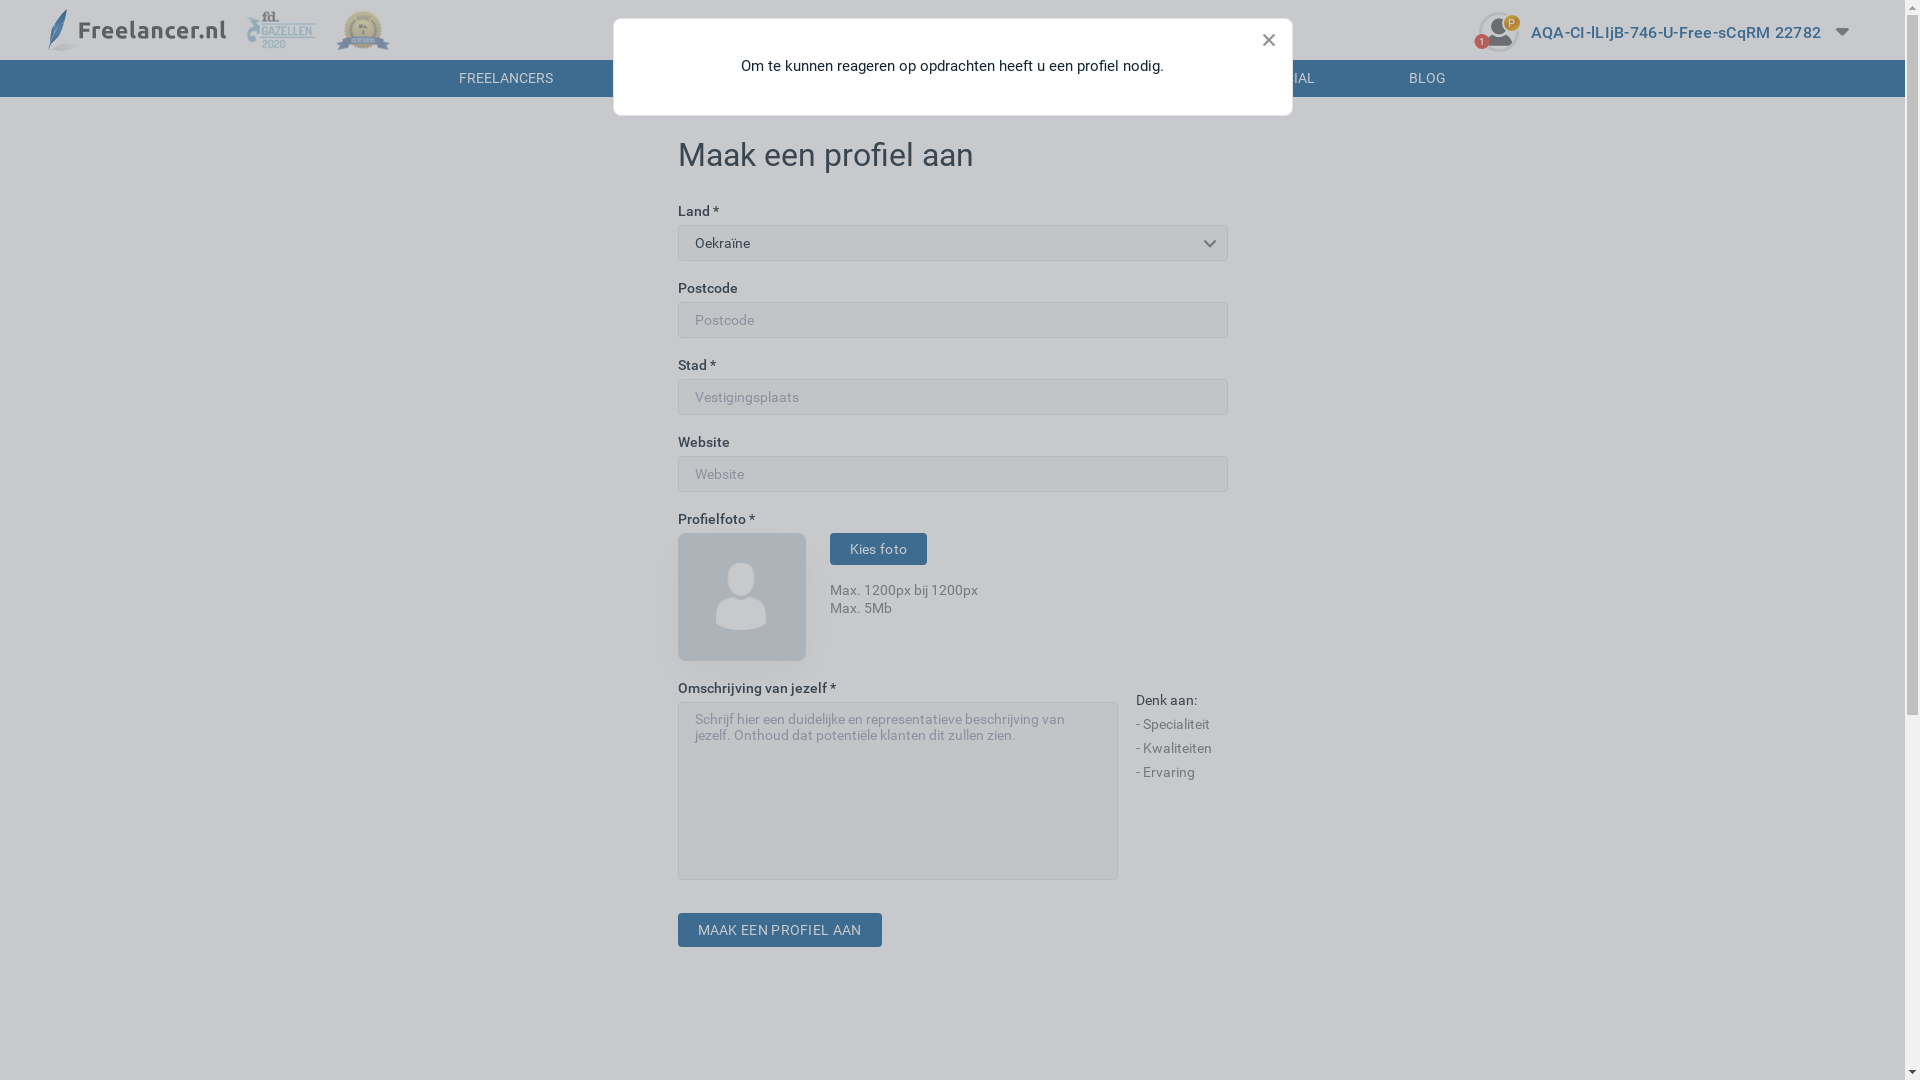 Freelancer.nl
fd.
GAZELLEN
2020
P
1
AQA-CI-lLIjB-746-U-Free-sCqRM 22782
Om te kunnen reageren op opdrachten heeft u een profiel nodig.
FREELANCERS
CIAL
BLOG
Maak een profiel aan
Land *
Oekraïne
Postcode
Postcode
Stad *
Vestigingsplaats
Website
Website
Profielfoto *
Kies foto
Max. 1200px bij 1200px
Max. 5Mb
Omschrijving van jezelf *
Schrijf hier een duidelijke en representatieve beschrijving van
jezelf. Onthoud dat potentiële klanten dit zullen zien.
Denk aan:
- Specialiteit
- Kwaliteiten
- Ervaring
MAAK EEN PROFIEL AAN